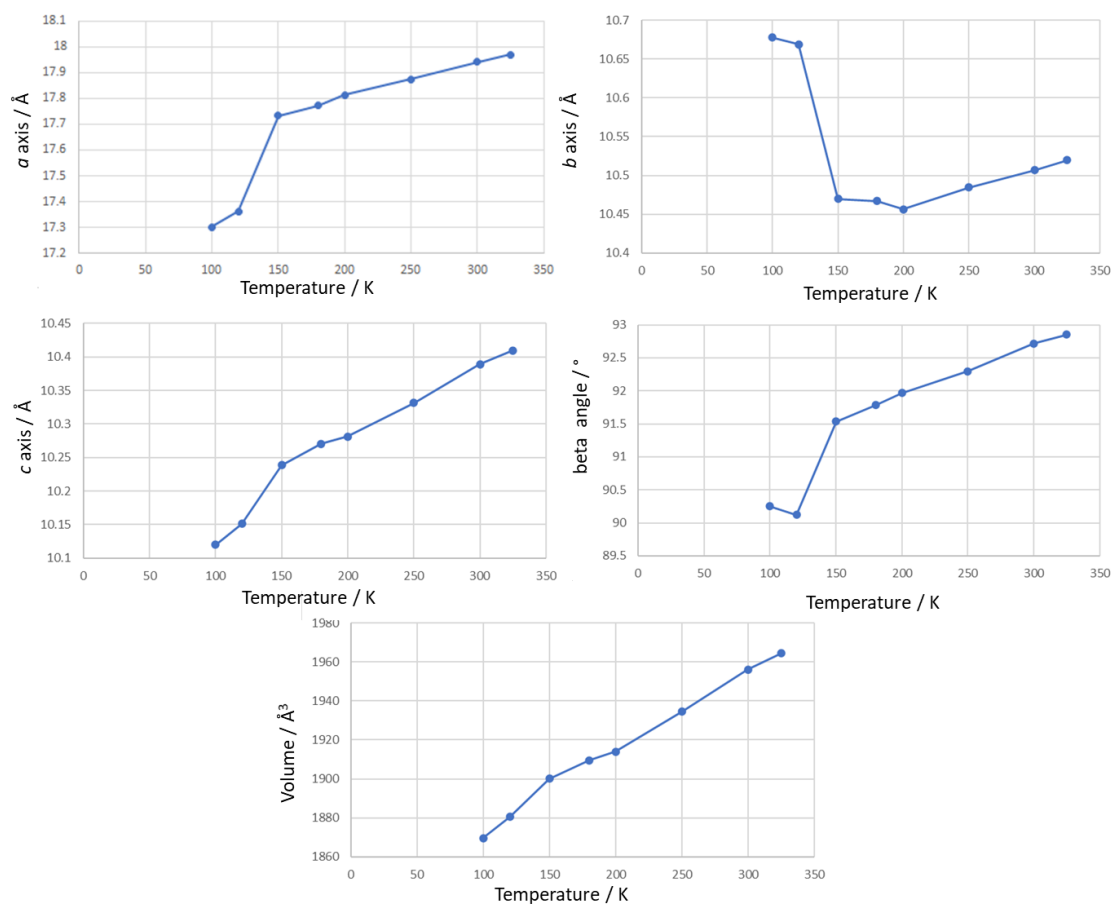 18.1
18
17.9
17.8
17.7
17.6
17.5
17.4
17.3
17.2
a axis / Å
0 50 100 150 200 250 300 350
Temperature / K
10.7
10.65
10.6
10.55
10.5
10.45
10.4
b axis / Å
0 50 100 150 200 250 300 350
Temperature / K
10.45
10.4
10.35
10.3
10.25
10.2
10.15
10.1
c axis / Å
0 50 100 150 200 250 300 350
Temperature / K
93
92.5
92
91.5
91
90.5
90
89.5
beta angle / °
0 50 100 150 200 250 300 350
Temperature / K
1980
1960
1940
1920
1900
1880
1860
Volume / Å³
0 50 100 150 200 250 300 350
Temperature / K